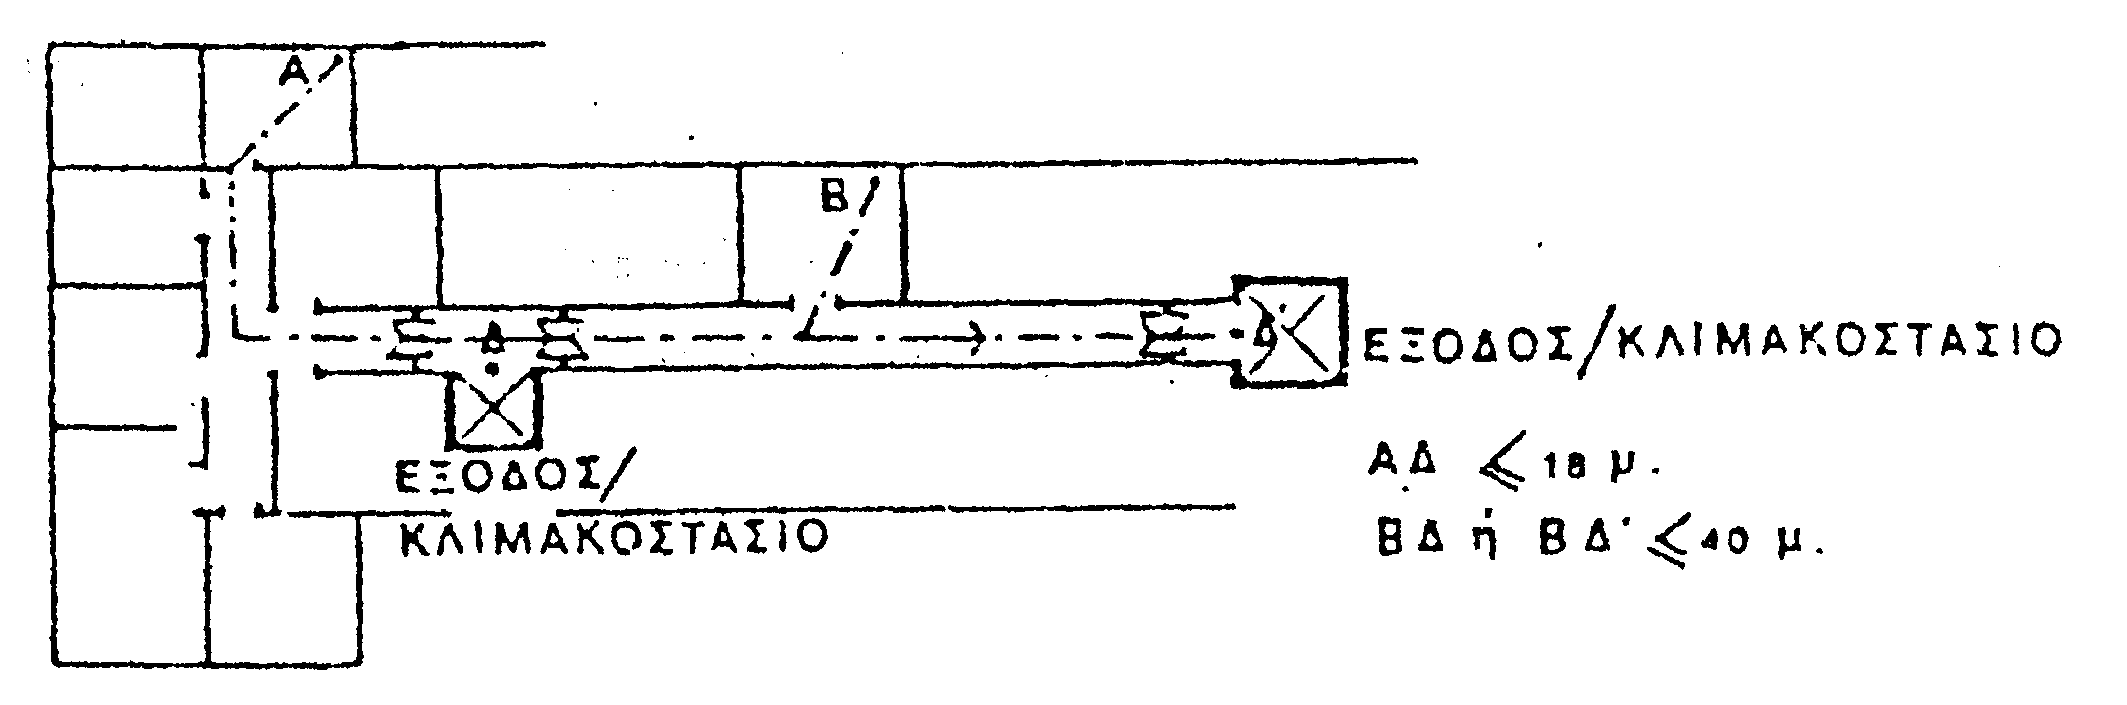 Α
Β
Δ
Δ'
ΕΞΟΔΟΣ/ΚΛΙΜΑΚΟΣΤΑΣΙΟ
ΕΞΟΔΟΣ/
ΚΛΙΜΑΚΟΣΤΑΣΙΟ
ΑΔ ⩽ 18 μ.
ΒΔ ή ΒΔ' ⩽ 40 μ.